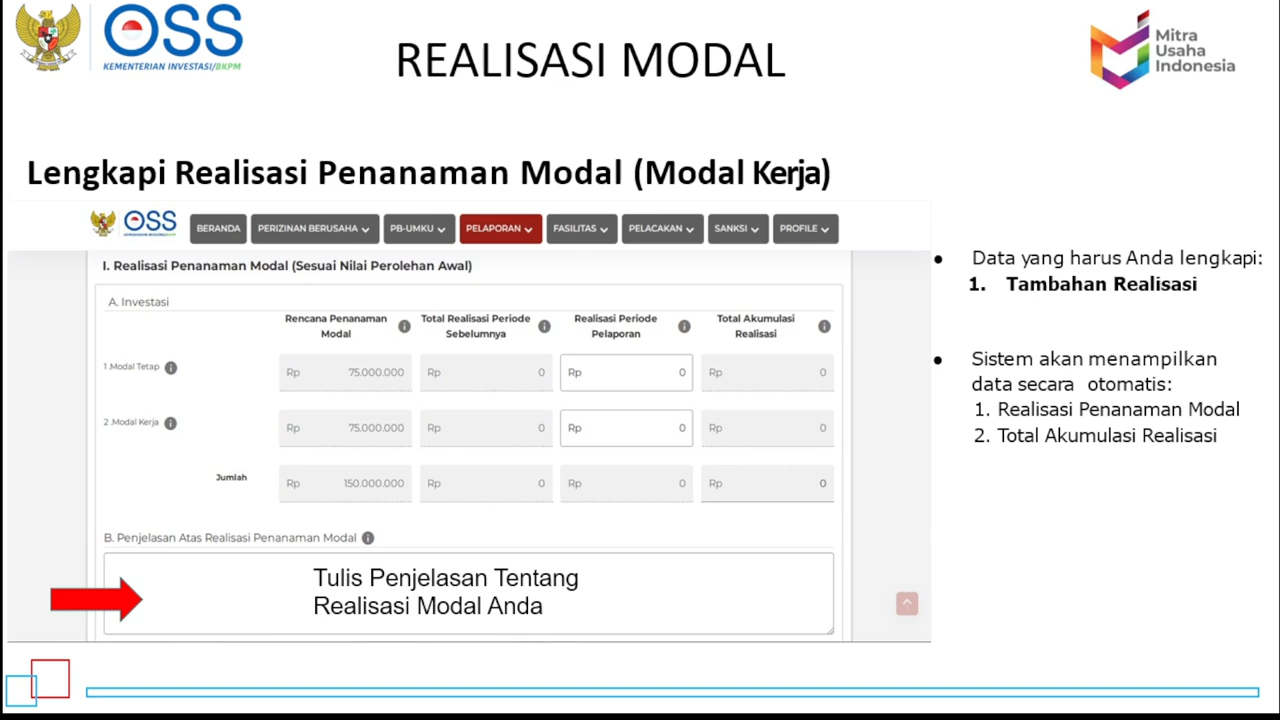 OSS
KEMENTERIAN INVESTASI/BKPM
REALISASI MODAL
Mitra
Usaha
Indonesia
Lengkapi Realisasi Penanaman Modal (Modal Kerja)
OSS
BERANDA PERIZINAN BERUSAHA PB-UMKU PELAPORAN FASILITAS PELACAKAN SANKSI PROFILE
I. Realisasi Penanaman Modal (Sesuai Nilai Perolehan Awal)
A. Investasi
Rencana Penanaman Modal
Total Realisasi Periode Sebelumnya
Realisasi Periode Pelaporan
Total Akumulasi Realisasi
1.Modal Tetap Rp 75.000.000 Rp 0 Rp 0 Rp 0
2.Modal Kerja Rp 75.000.000 Rp 0 Rp 0 Rp 0
Jumlah Rp 150.000.000 Rp 0 Rp 0 Rp 0
B. Penjelasan Atas Realisasi Penanaman Modal
Tulis Penjelasan Tentang
Realisasi Modal Anda
• Data yang harus Anda lengkapi:
1. Tambahan Realisasi
• Sistem akan menampilkan
data secara otomatis:
1. Realisasi Penanaman Modal
2. Total Akumulasi Realisasi